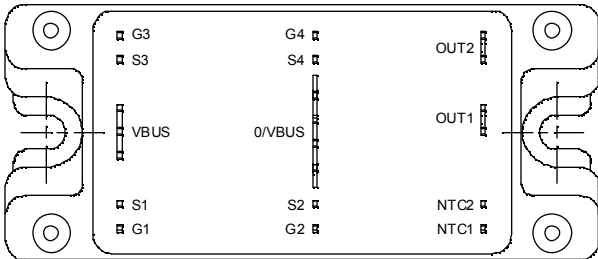 G3 G4
OUT2
S3 S4
OUT1
VBUS 0/VBUS
S1 S2 NTC2
G1 G2 NTC1